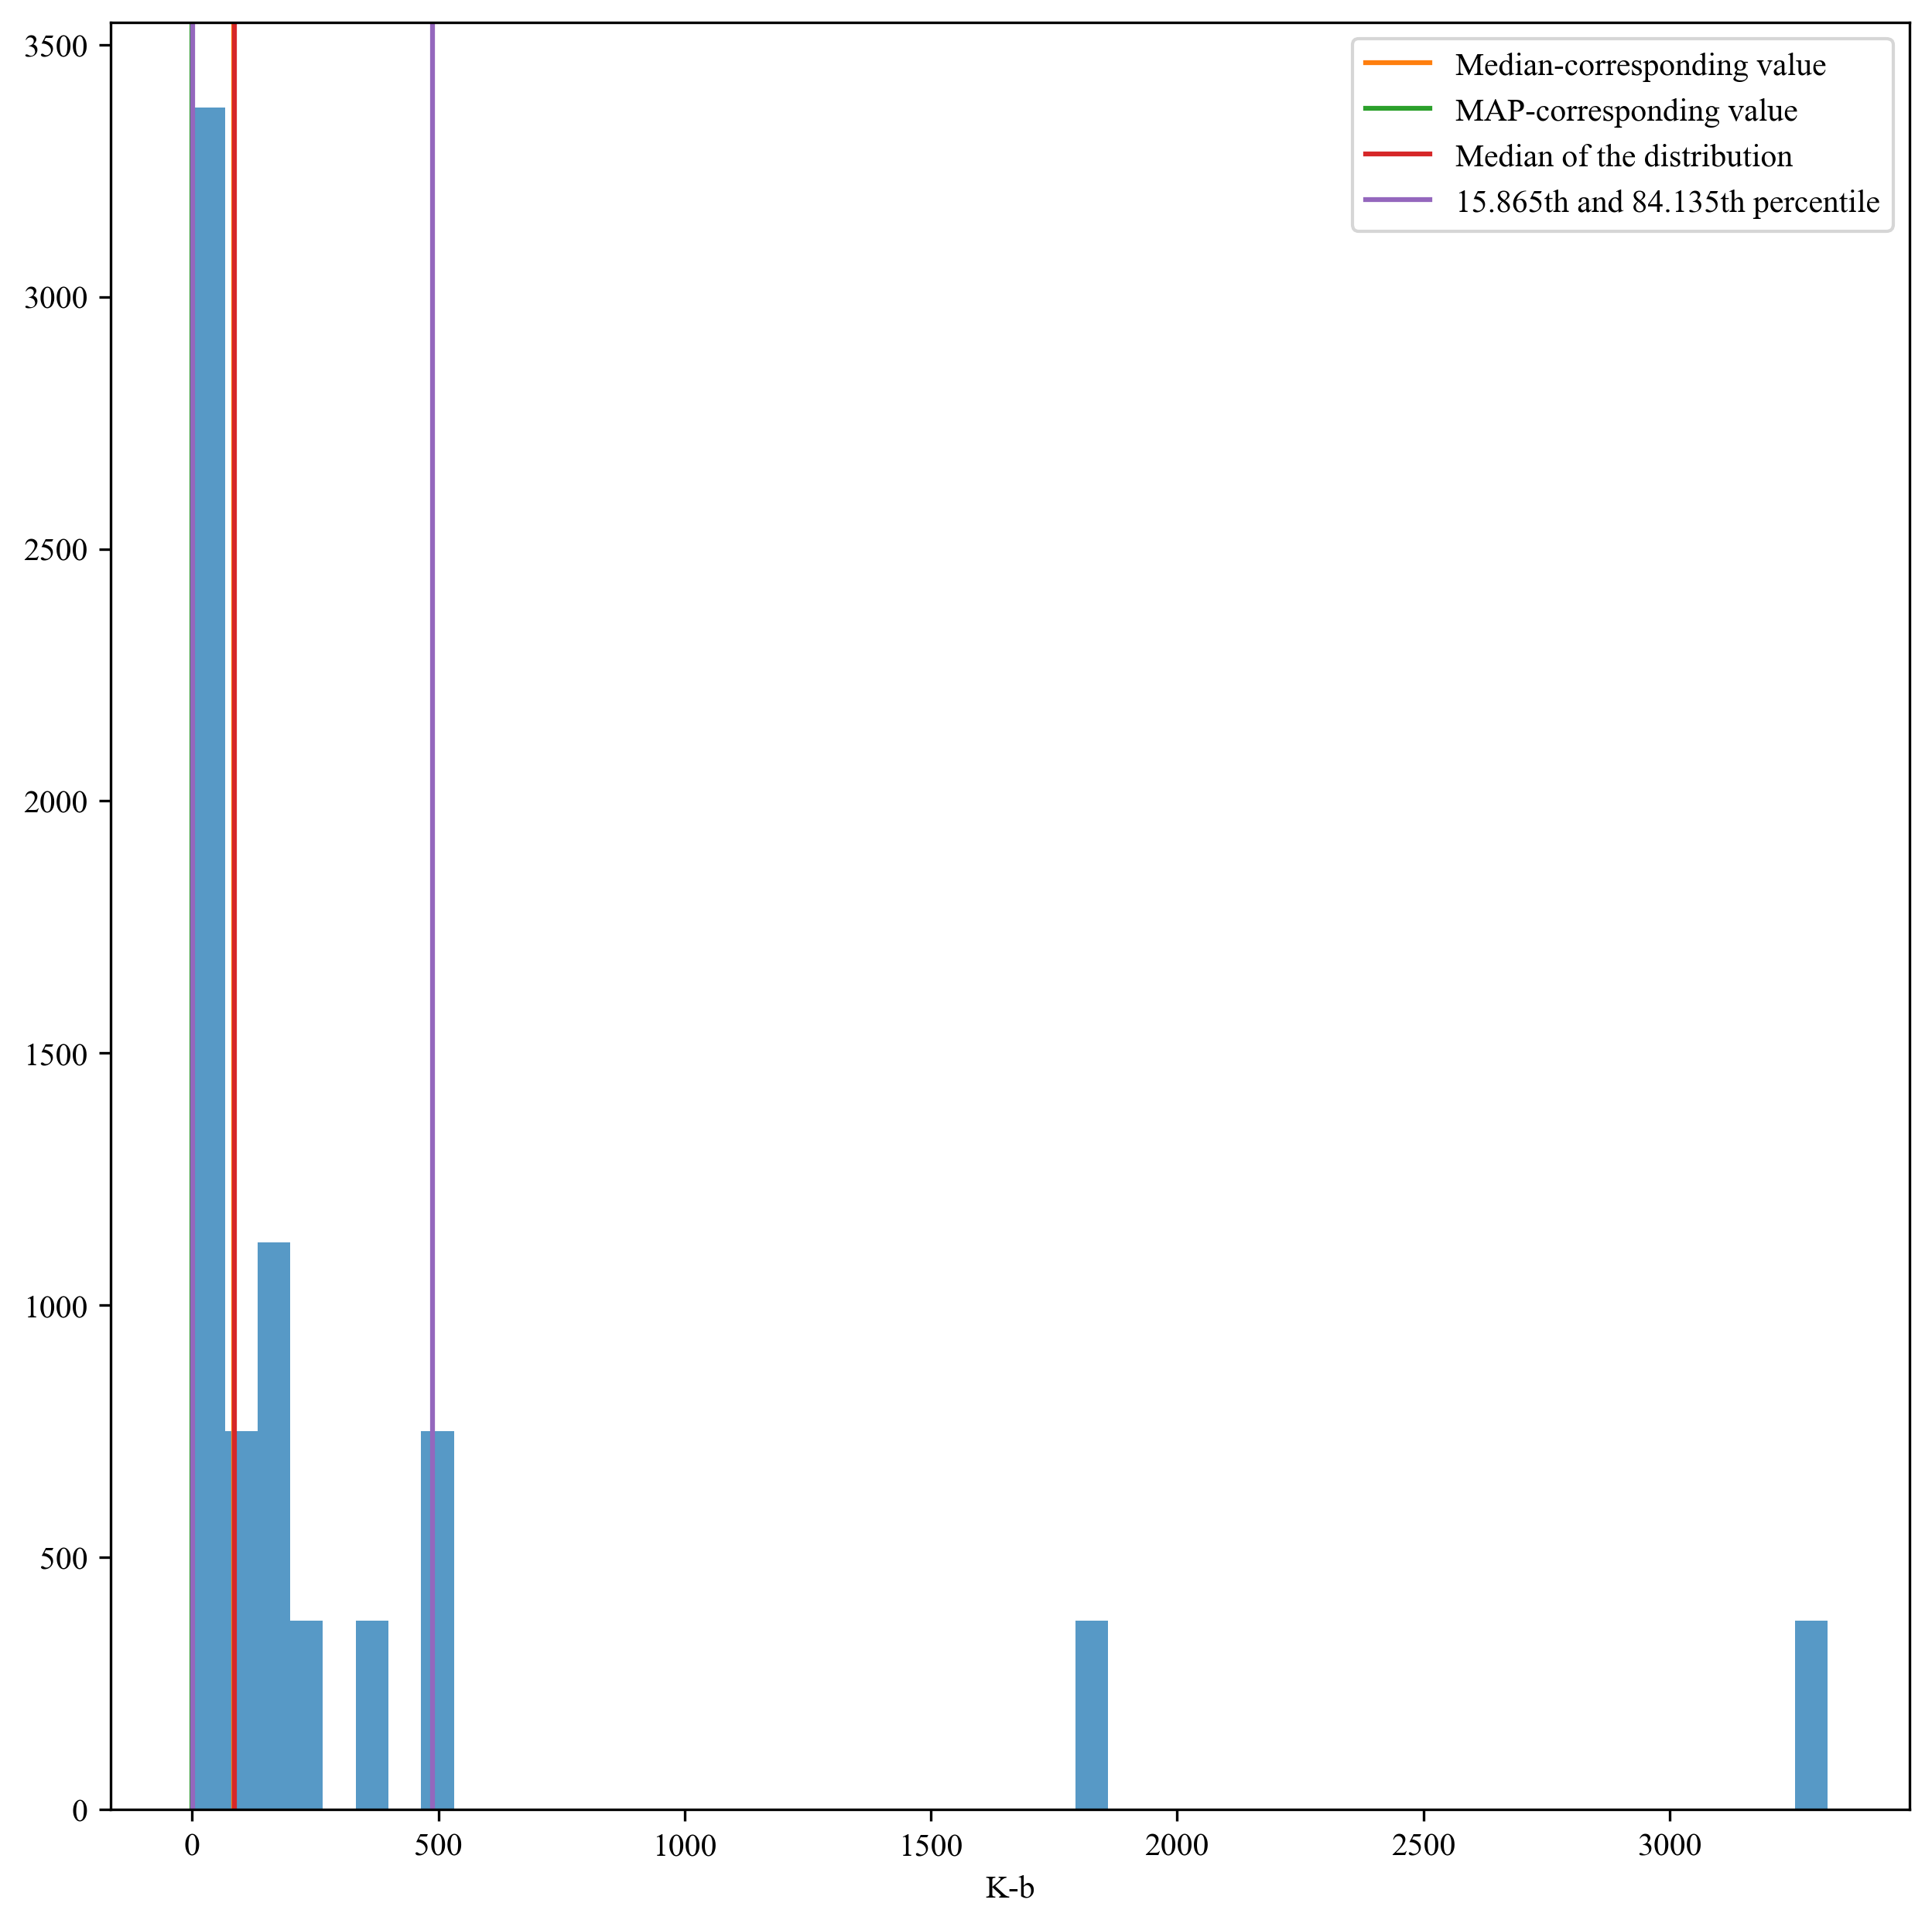 3500
3000
2500
2000
1500
1000
500
0
Median-corresponding value
MAP-corresponding value
Median of the distribution
15.865th and 84.135th percentile
0 500 1000 1500 2000 2500 3000
K-b